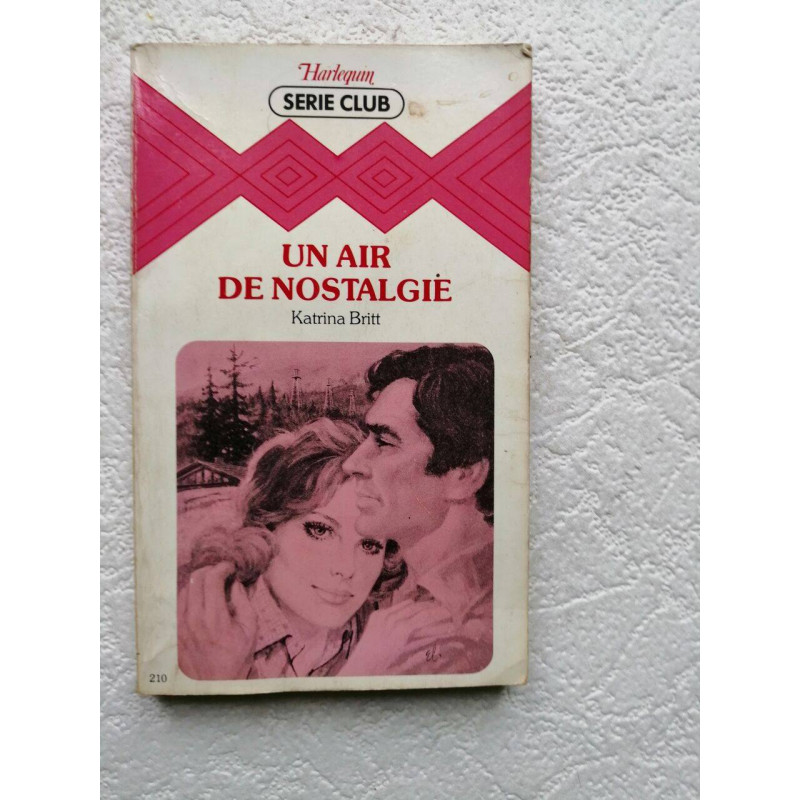 Harlequin
SERIE CLUB
UN AIR
DE NOSTALGIE
Katrina Britt
210